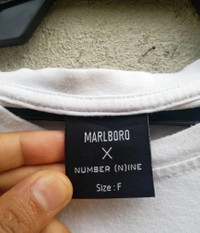 MARLBORO
X
NUMBER (N)INE
Size : F